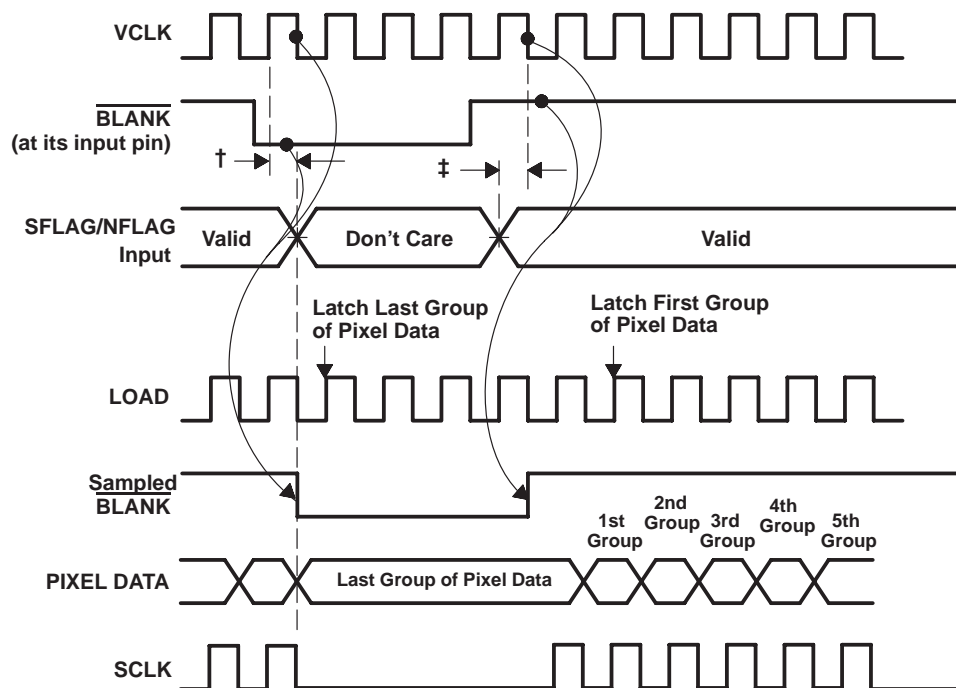 VCLK
BLANK
(at its input pin)
†
‡
SFLAG/NFLAG
Input
Valid
Don't Care
Valid
Latch Last Group
of Pixel Data
Latch First Group
of Pixel Data
LOAD
Sampled
BLANK
1st
Group
2nd
Group
3rd
Group
4th
Group
5th
Group
PIXEL DATA
Last Group of Pixel Data
SCLK